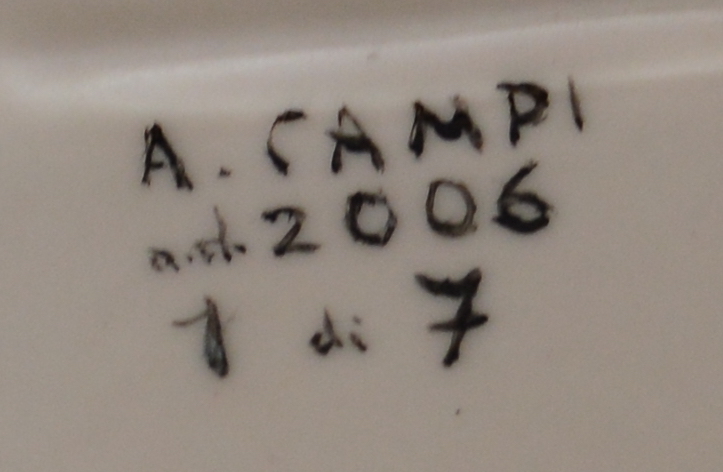 A. CAMPI
a.d. 2006
1 di 7